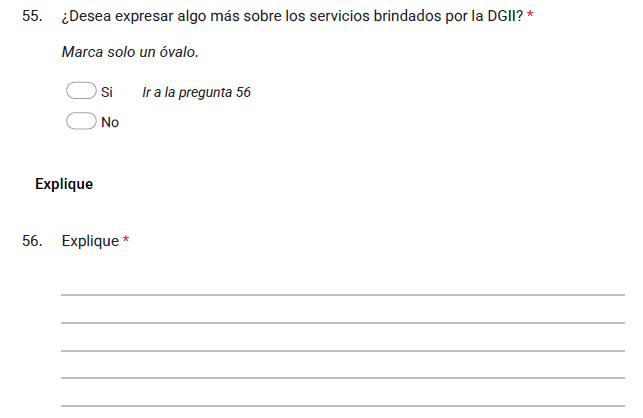 55. ¿Desea expresar algo más sobre los servicios brindados por la DGII? *
Marca solo un óvalo.
Si Ir a la pregunta 56
No
Explique
56. Explique *